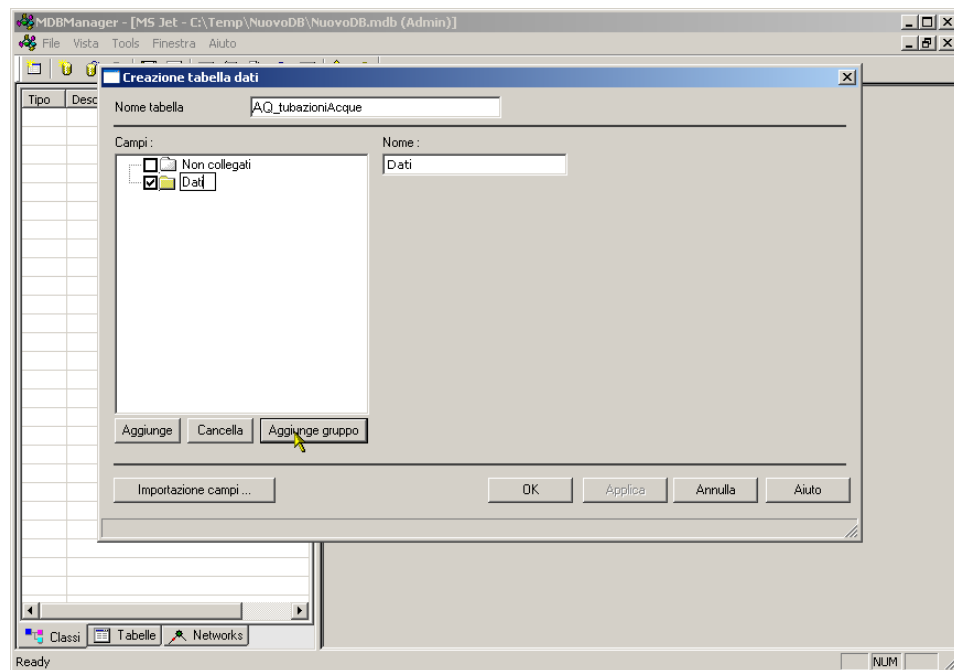 MDBManager - [MS Jet - C:\Temp\NuovoDB\NuovoDB.mdb (Admin)]
File Vista Tools Finestra Aiuto
Creazione tabella dati
Tipo Desc
Nome tabella AQ_tubazioniAcque
Campi : Nome :
Non collegati Dati
Dati
Aggiunge Cancella Aggiunge gruppo
Importazione campi ... OK Applica Annulla Aiuto
Classi Tabelle Networks
Ready NUM